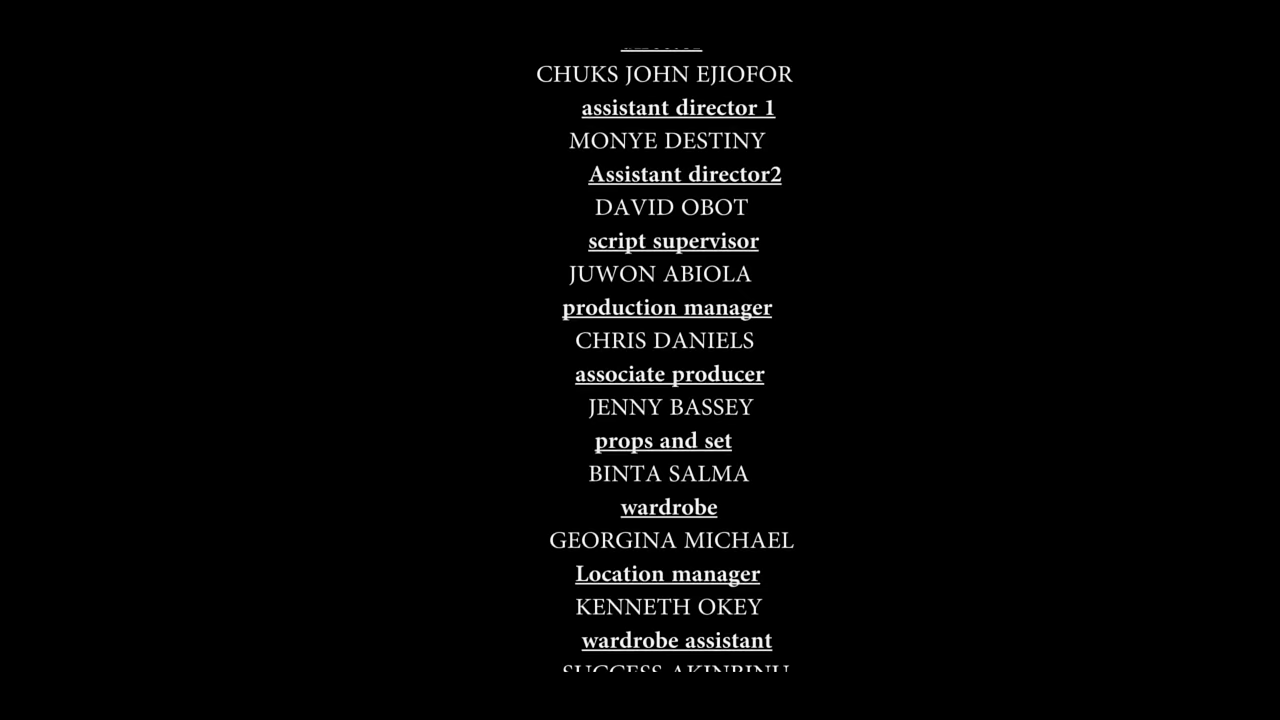 CHUKS JOHN EJIOFOR
assistant director 1
MONYE DESTINY
Assistant director2
DAVID OBOT
script supervisor
JUWON ABIOLA
production manager
CHRIS DANIELS
associate producer
JENNY BASSEY
props and set
BINTA SALMA
wardrobe
GEORGINA MICHAEL
Location manager
KENNETH OKEY
wardrobe assistant
SUCCESS AKINBINU